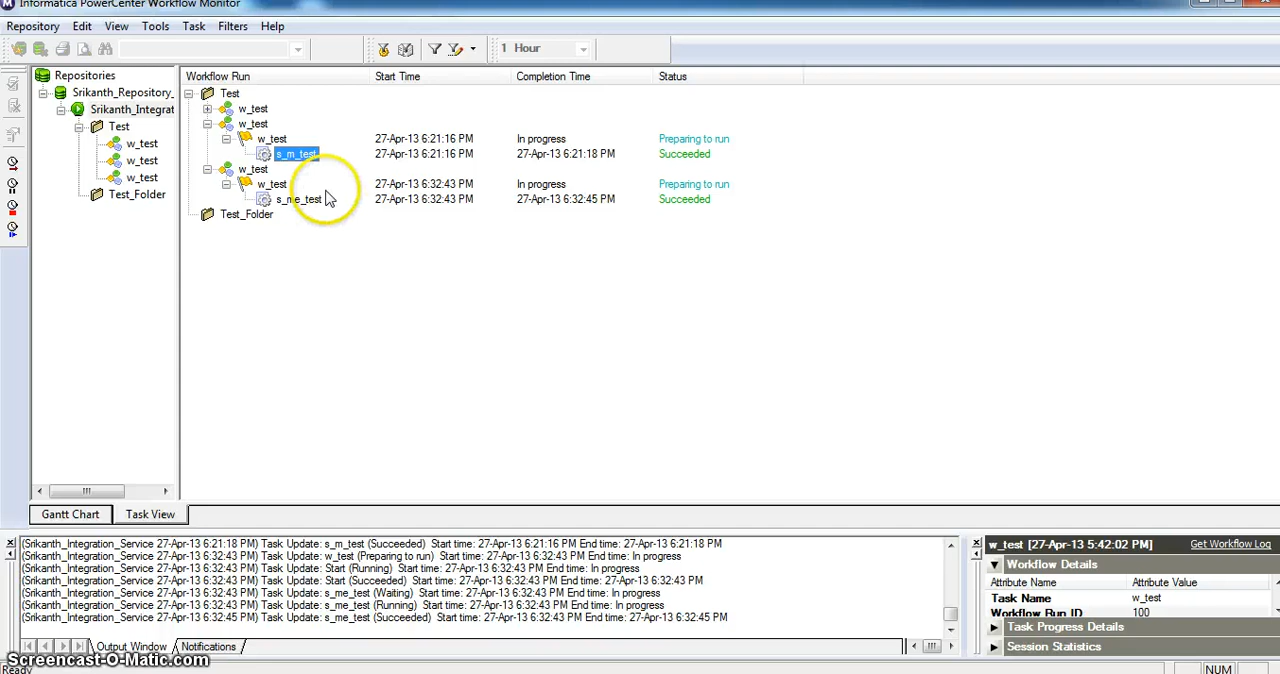 Informatica PowerCenter Workflow Monitor
Repository Edit View Tools Task Filters Help
1 Hour
Repositories
Srikanth_Repository_
Srikanth_Integrat
Test
w_test
w_test
w_test
Test_Folder
Workflow Run Start Time Completion Time Status
Test
w_test
w_test
w_test 27-Apr-13 6:21:16 PM In progress Preparing to run
s_m_test 27-Apr-13 6:21:16 PM 27-Apr-13 6:21:18 PM Succeeded
w_test
w_test 27-Apr-13 6:32:43 PM In progress Preparing to run
s_me_test 27-Apr-13 6:32:43 PM 27-Apr-13 6:32:45 PM Succeeded
Test_Folder
Gantt Chart Task View
(Srikanth_Integration_Service 27-Apr-13 6:21:18 PM) Task Update: s_m_test (Succeeded) Start time: 27-Apr-13 6:21:16 PM End time: 27-Apr-13 6:21:18 PM
(Srikanth_Integration_Service 27-Apr-13 6:32:43 PM) Task Update: w_test (Preparing to run) Start time: 27-Apr-13 6:32:43 PM End time: In progress
(Srikanth_Integration_Service 27-Apr-13 6:32:43 PM) Task Update: Start (Running) Start time: 27-Apr-13 6:32:43 PM End time: In progress
(Srikanth_Integration_Service 27-Apr-13 6:32:43 PM) Task Update: Start (Succeeded) Start time: 27-Apr-13 6:32:43 PM End time: 27-Apr-13 6:32:43 PM
(Srikanth_Integration_Service 27-Apr-13 6:32:43 PM) Task Update: s_me_test (Waiting) Start time: 27-Apr-13 6:32:43 PM End time: In progress
(Srikanth_Integration_Service 27-Apr-13 6:32:43 PM) Task Update: s_me_test (Running) Start time: 27-Apr-13 6:32:43 PM End time: In progress
(Srikanth_Integration_Service 27-Apr-13 6:32:45 PM) Task Update: s_me_test (Succeeded) Start time: 27-Apr-13 6:32:43 PM End time: 27-Apr-13 6:32:45 PM
Output Window Notifications
w_test [27-Apr-13 5:42:02 PM] Get Workflow Log
Workflow Details
Attribute Name Attribute Value
Task Name w_test
Workflow Run ID 100
Task Progress Details
Session Statistics
Screencast-O-Matic.com
Ready NUM